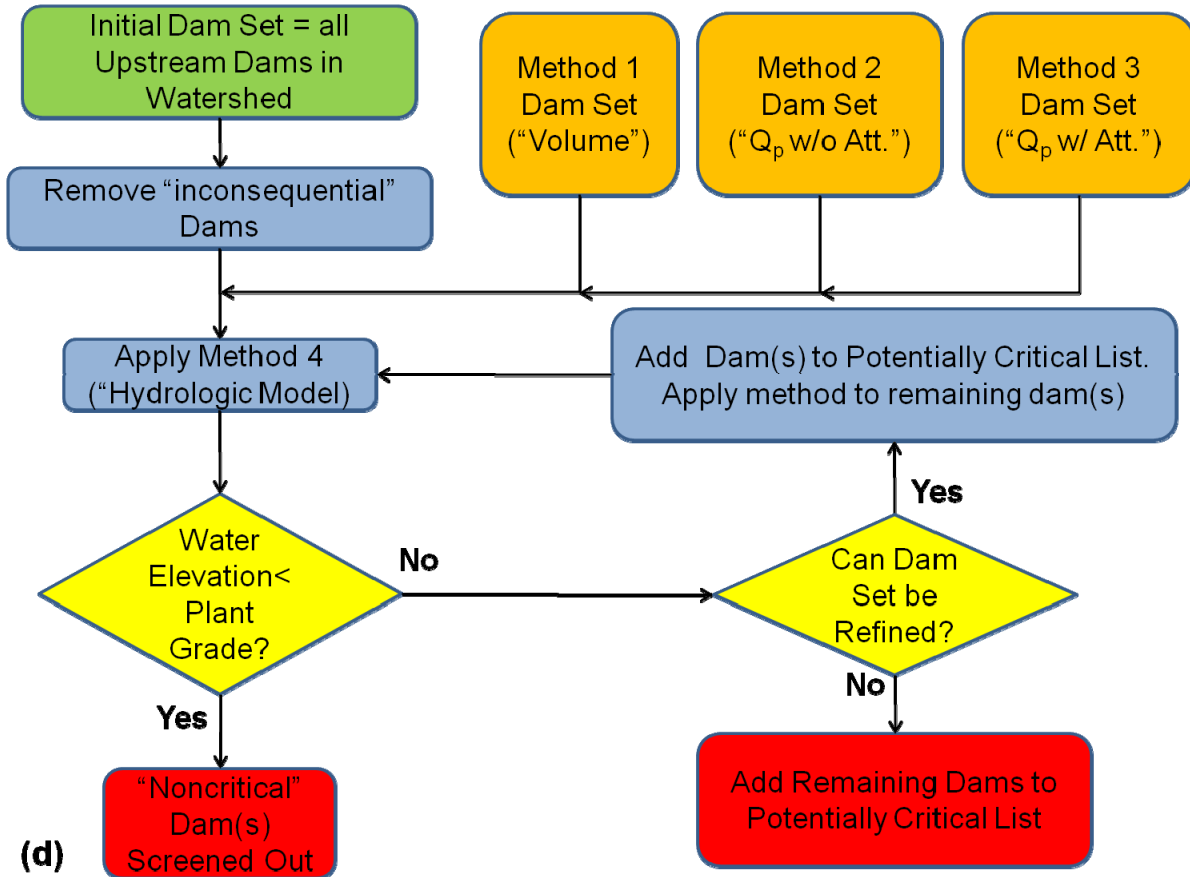 Initial Dam Set = all
Upstream Dams in
Watershed
Method 1
Dam Set
(“Volume”)
Method 2
Dam Set
(“Qp w/o Att.”)
Method 3
Dam Set
(“Qp w/ Att.”)
Remove “inconsequential”
Dams
Apply Method 4
(“Hydrologic Model)
Add Dam(s) to Potentially Critical List.
Apply method to remaining dam(s)
Water
Elevation<
Plant
Grade?
No
Yes
Can Dam
Set be
Refined?
Yes
No
“Noncritical”
Dam(s)
Screened Out
Add Remaining Dams to
Potentially Critical List
(d)